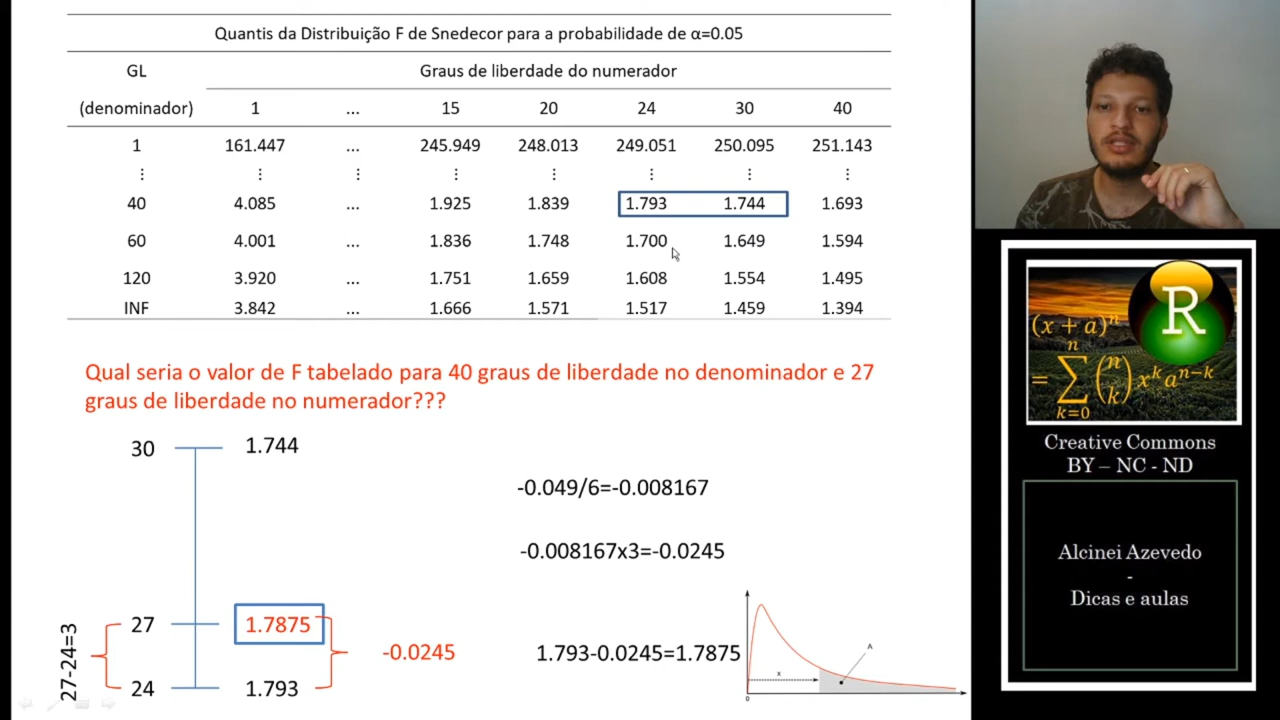 Quantis da Distribuição F de Snedecor para a probabilidade de α=0.05
GL Graus de liberdade do numerador
(denominador) 1 ... 15 20 24 30 40
1 161.447 ... 245.949 248.013 249.051 250.095 251.143
⋮ ⋮ ⋮ ⋮ ⋮ ⋮ ⋮ ⋮
40 4.085 ... 1.925 1.839 1.793 1.744 1.693
60 4.001 ... 1.836 1.748 1.700 1.649 1.594
120 3.920 ... 1.751 1.659 1.608 1.554 1.495
INF 3.842 ... 1.666 1.571 1.517 1.459 1.394
Qual seria o valor de F tabelado para 40 graus de liberdade no denominador e 27
graus de liberdade no numerador???
30 1.744
-0.049/6=-0.008167
-0.008167x3=-0.0245
27-24=3
27 1.7875
-0.0245
1.793-0.0245=1.7875
24 1.793
A
x
0
R
(x + a)^n
= ∑_{k=0}^{n} (n k) x^k a^{n-k}
Creative Commons
BY – NC - ND
Alcinei Azevedo
-
Dicas e aulas